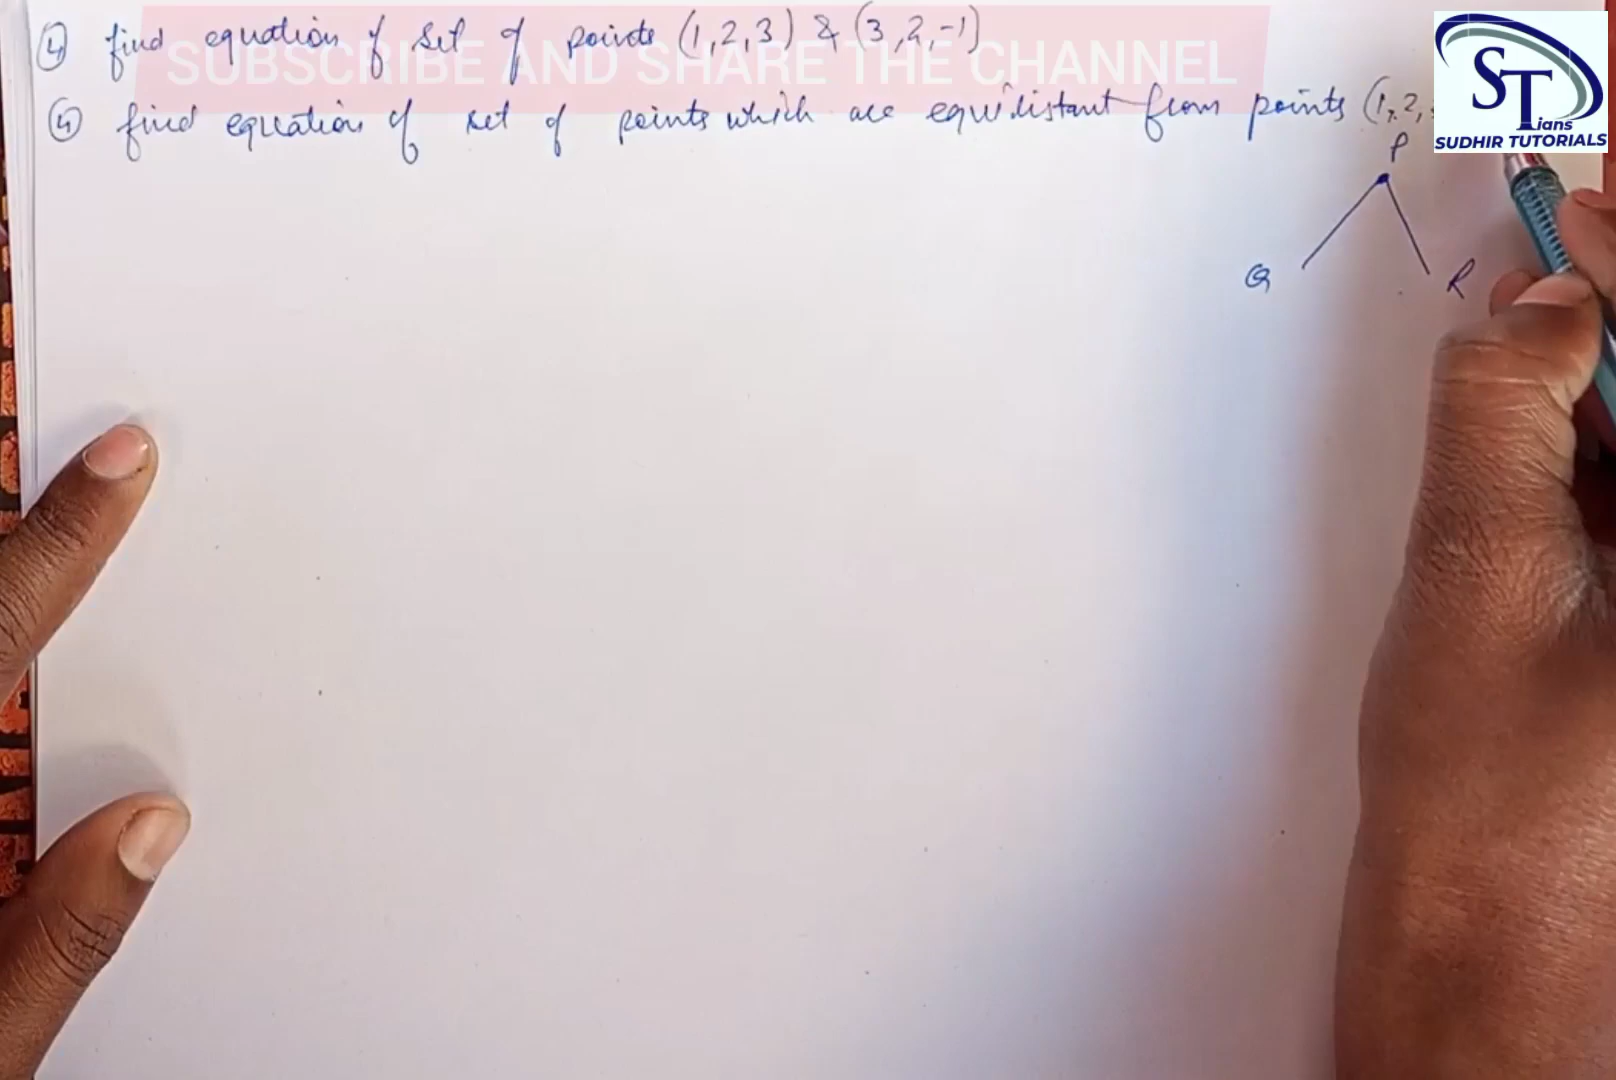 ④ find equation of set of points (1,2,3) & (3,2,-1)
SUBSCRIBE AND SHARE THE CHANNEL
④ find equation of set of points which are equidistant from points (1,2,
ST
ians
SUDHIR TUTORIALS
P
Q R